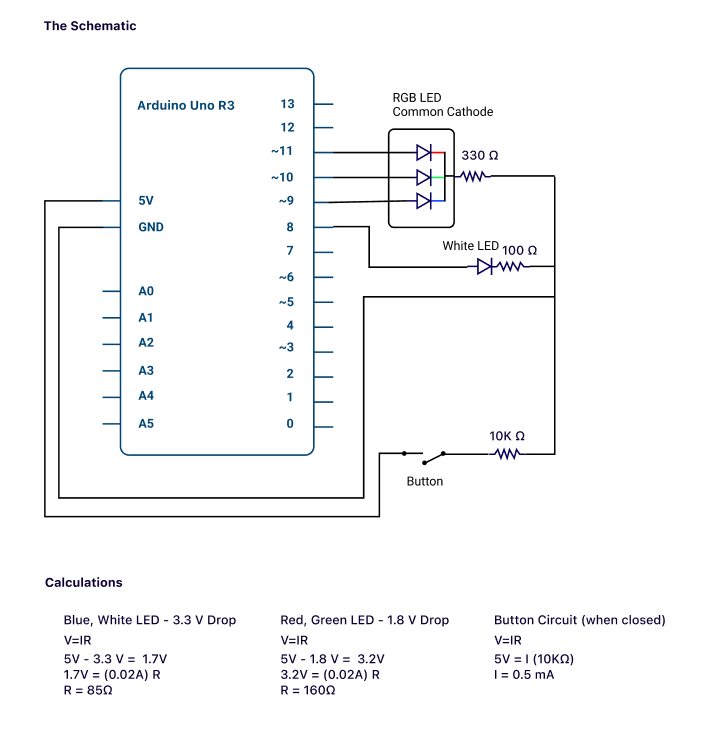 The Schematic
Arduino Uno R3
13
12
~11
~10
~9
8
7
~6
~5
4
~3
2
1
0
5V
GND
A0
A1
A2
A3
A4
A5
RGB LED
Common Cathode
330 Ω
White LED
100 Ω
10K Ω
Button
Calculations
Blue, White LED - 3.3 V Drop
V=IR
5V - 3.3 V = 1.7V
1.7V = (0.02A) R
R = 85Ω
Red, Green LED - 1.8 V Drop
V=IR
5V - 1.8 V = 3.2V
3.2V = (0.02A) R
R = 160Ω
Button Circuit (when closed)
V=IR
5V = I (10KΩ)
I = 0.5 mA